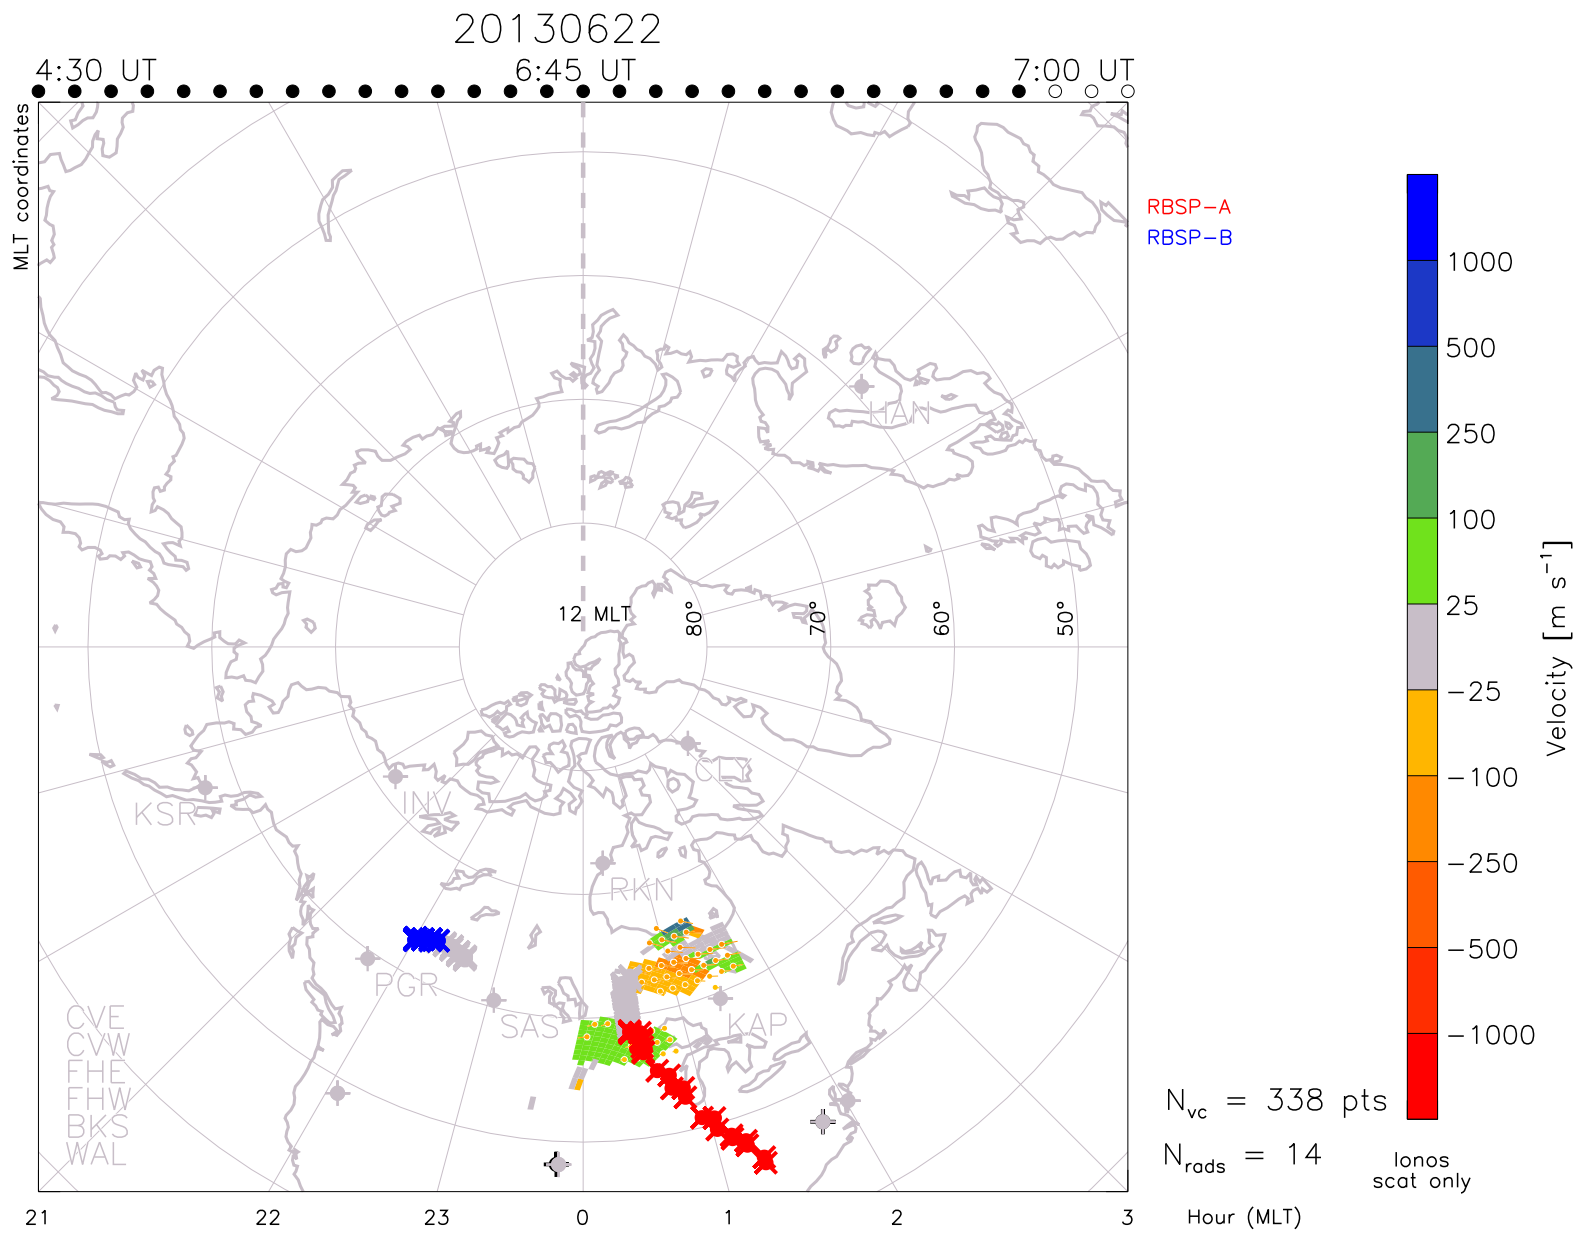 20130622
4:30 UT 6:45 UT 7:00 UT
MLT coordinates
RBSP-A
RBSP-B
1000
500
250
100
25
-25
-100
-250
-500
-1000
Velocity [m s⁻¹]
HAN
12 MLT 80° 70° 60° 50°
CLY
KSR
INV
RKN
PGR
SAS
KAP
CVE
CVW
FHE
FHW
BKS
WAL
Nvc = 338 pts
Nrads = 14
Ionos
scat only
21 22 23 0 1 2 3 Hour (MLT)